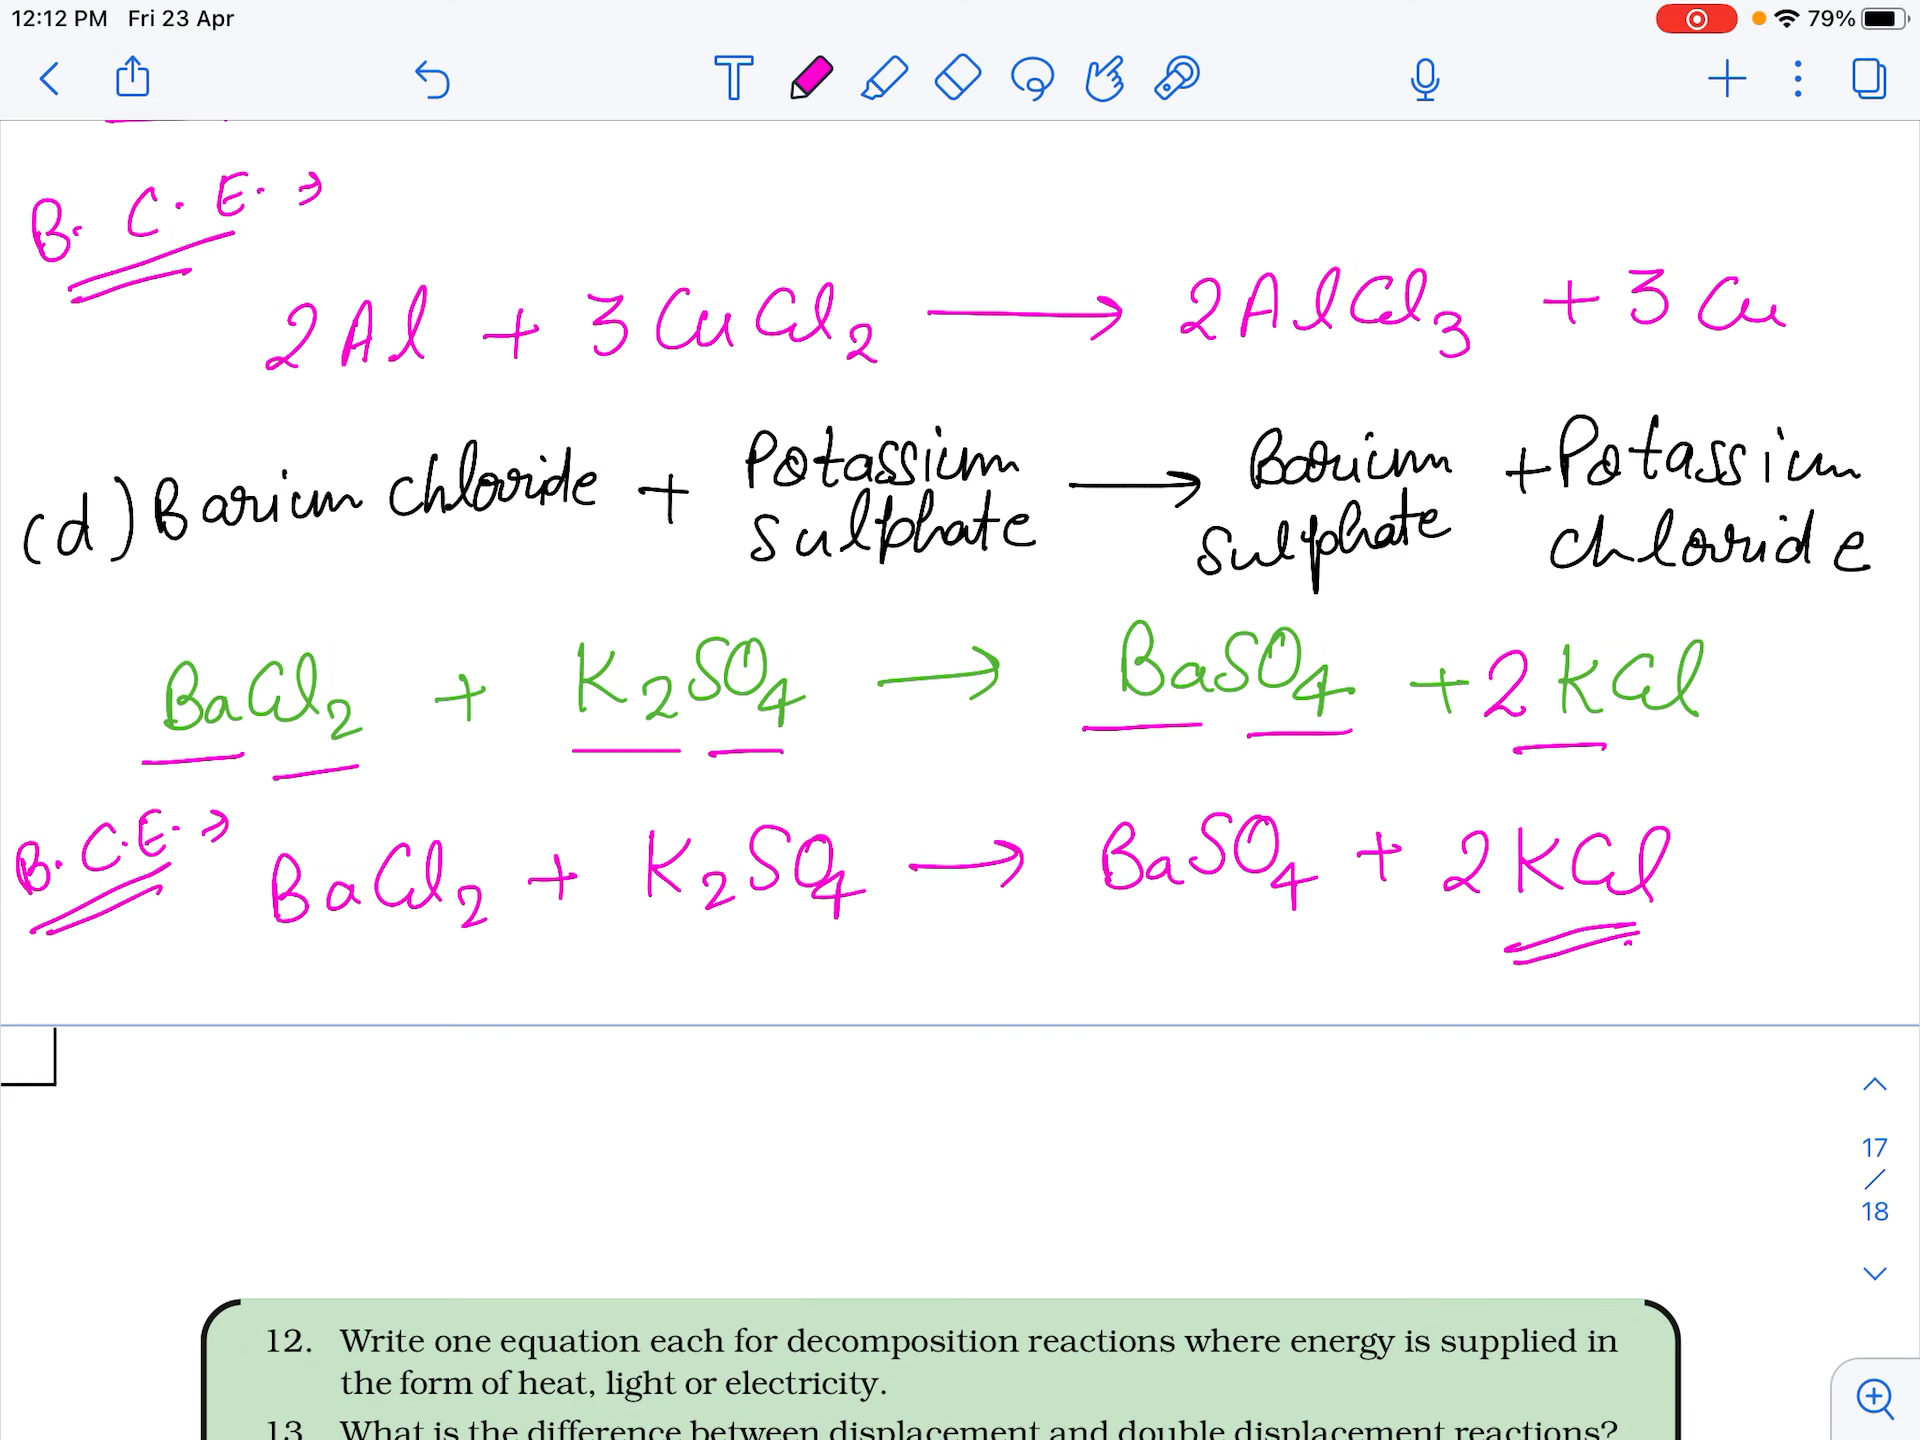 12:12 PM Fri 23 Apr
79%
B. C. E. →
2Al + 3CuCl₂ → 2AlCl₃ + 3Cu
(d) Barium chloride + Potassium sulphate → Barium sulphate + Potassium chloride
BaCl₂ + K₂SO₄ → BaSO₄ + 2KCl
B. C. E. → BaCl₂ + K₂SO₄ → BaSO₄ + 2KCl
17
/
18
12. Write one equation each for decomposition reactions where energy is supplied in
the form of heat, light or electricity.
13. What is the difference between displacement and double displacement reactions?